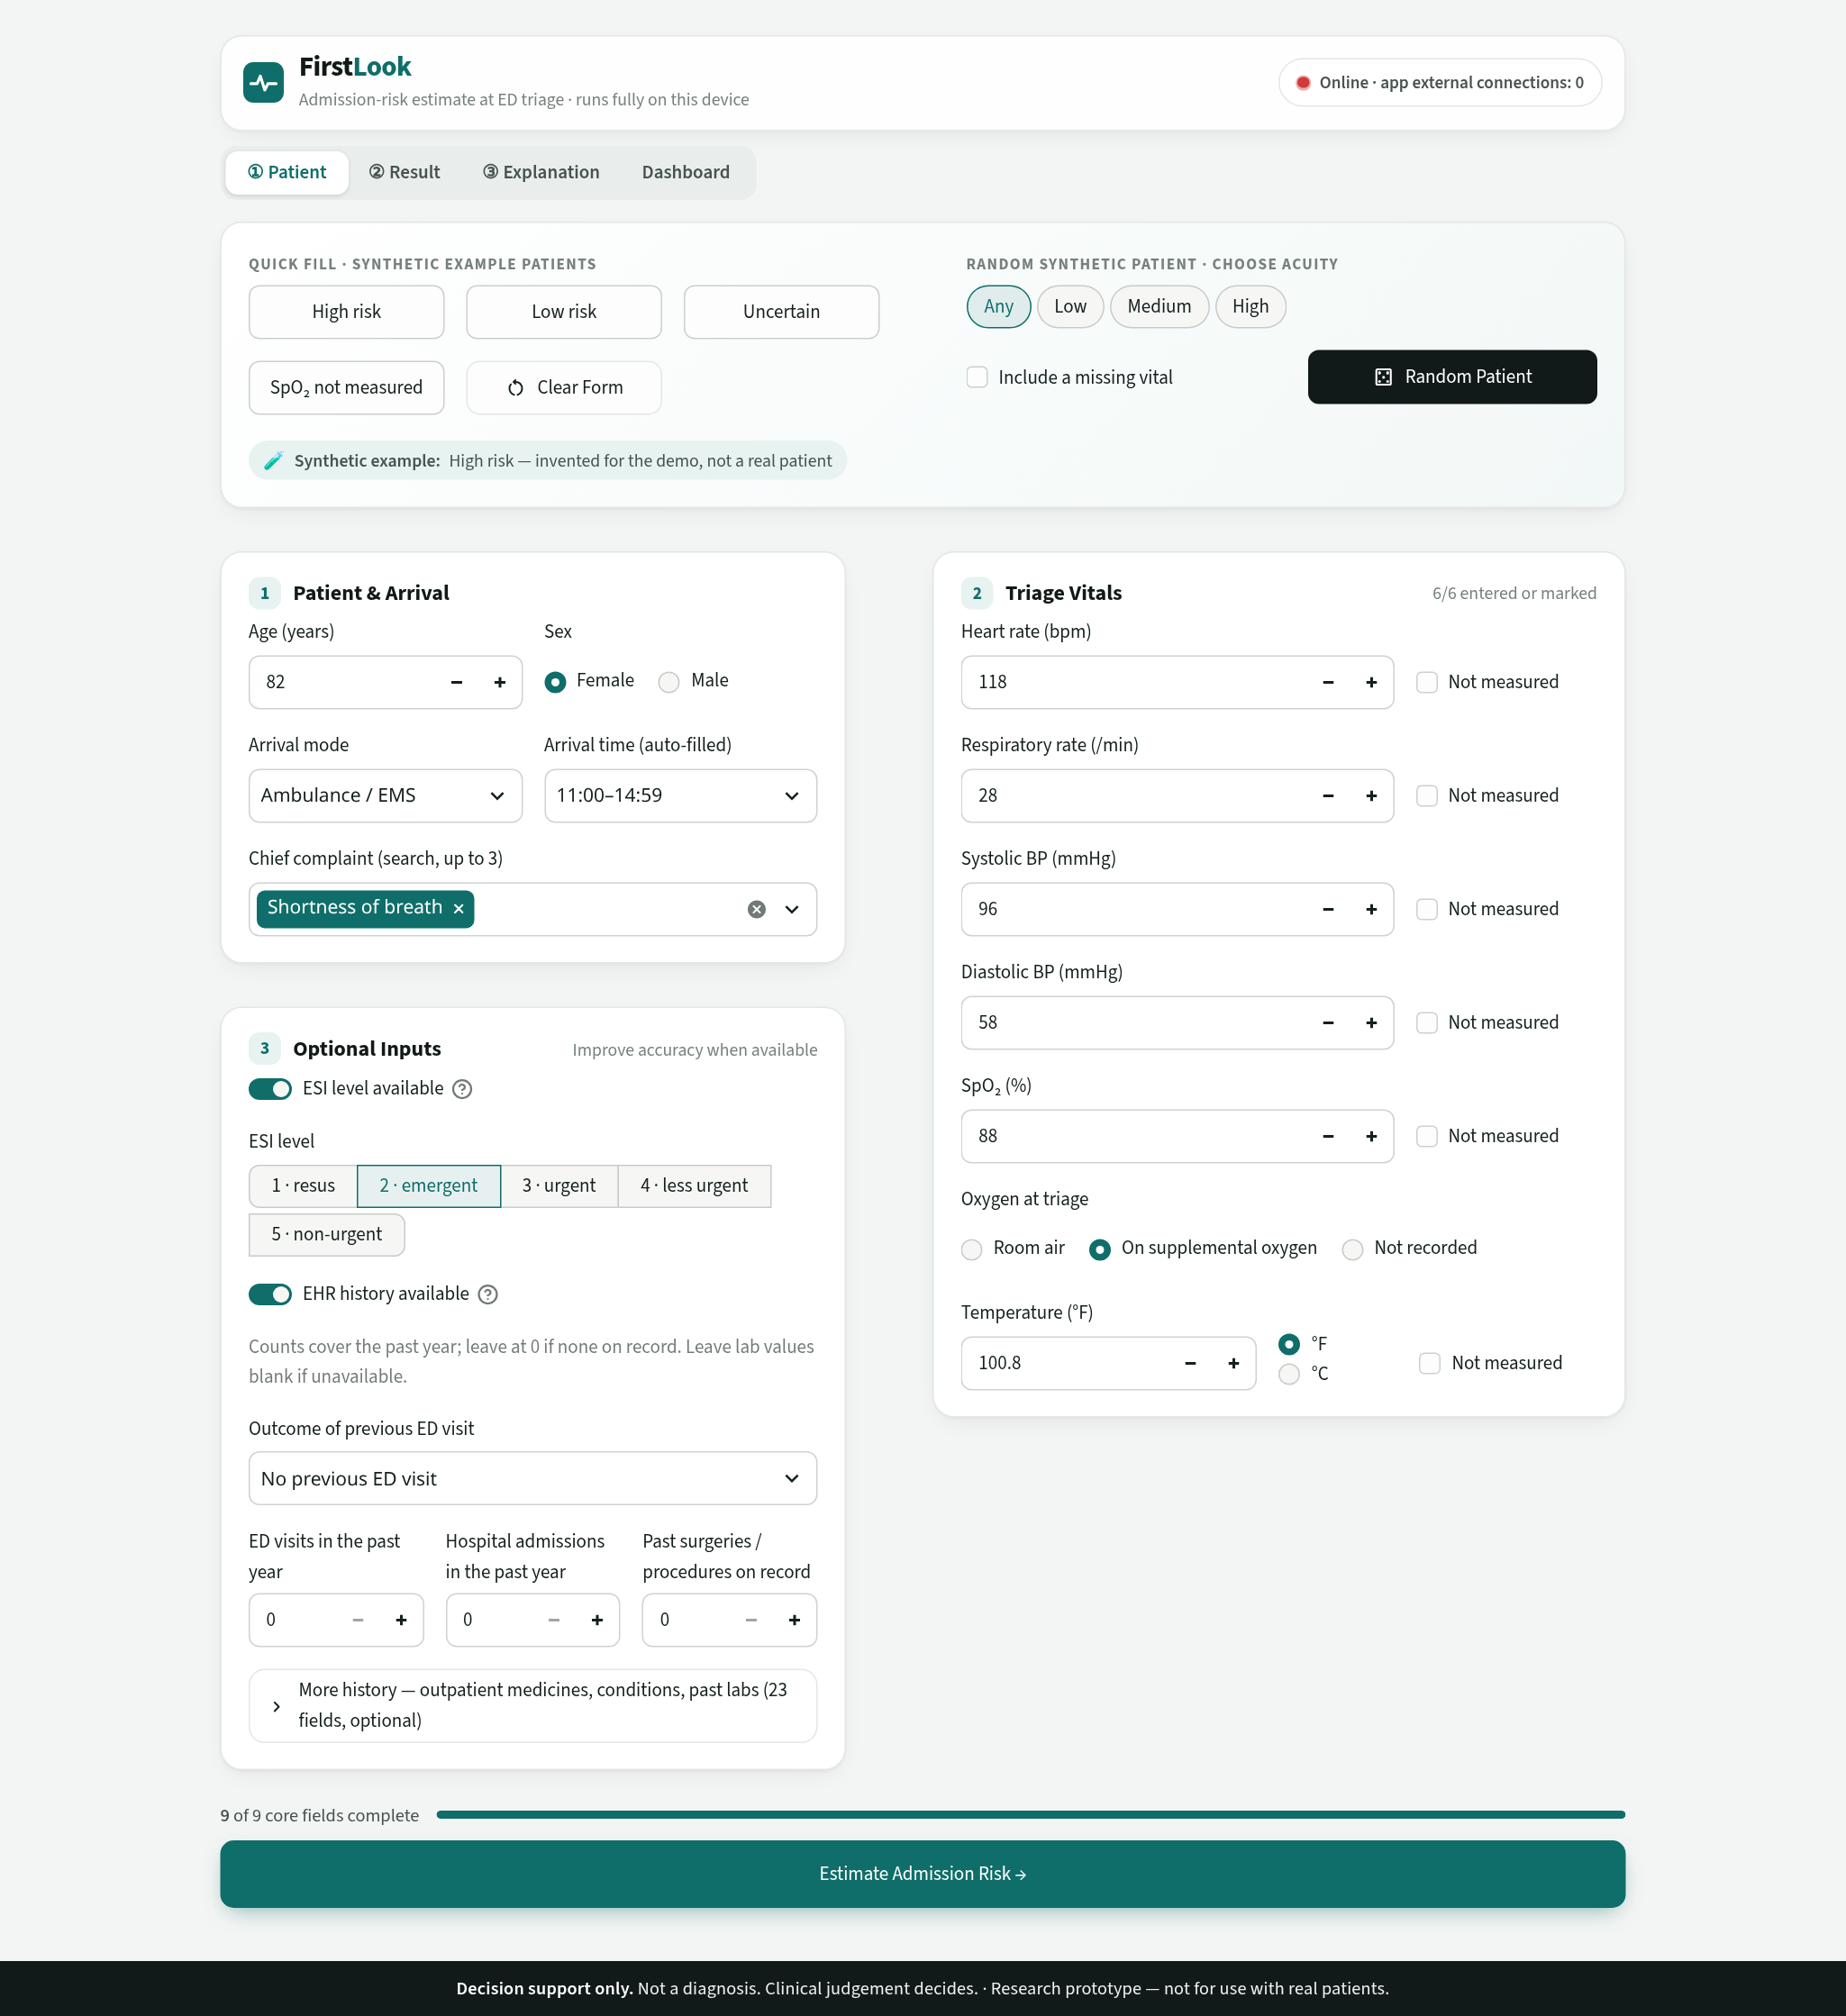 FirstLook
Admission-risk estimate at ED triage · runs fully on this device
Online · app external connections: 0
① Patient
② Result
③ Explanation
Dashboard
QUICK FILL · SYNTHETIC EXAMPLE PATIENTS
High risk
Low risk
Uncertain
SpO₂ not measured
Clear Form
Synthetic example: High risk — invented for the demo, not a real patient
RANDOM SYNTHETIC PATIENT · CHOOSE ACUITY
Any
Low
Medium
High
Include a missing vital
Random Patient
1
Patient & Arrival
Age (years)
82
Sex
Female
Male
Arrival mode
Ambulance / EMS
Arrival time (auto-filled)
11:00–14:59
Chief complaint (search, up to 3)
Shortness of breath
2
Triage Vitals
6/6 entered or marked
Heart rate (bpm)
118
Not measured
Respiratory rate (/min)
28
Not measured
Systolic BP (mmHg)
96
Not measured
Diastolic BP (mmHg)
58
Not measured
SpO₂ (%)
88
Not measured
Oxygen at triage
Room air
On supplemental oxygen
Not recorded
Temperature (°F)
100.8
°F
°C
Not measured
3
Optional Inputs
Improve accuracy when available
ESI level available
ESI level
1 · resus
2 · emergent
3 · urgent
4 · less urgent
5 · non-urgent
EHR history available
Counts cover the past year; leave at 0 if none on record. Leave lab values
blank if unavailable.
Outcome of previous ED visit
No previous ED visit
ED visits in the past
year
0
Hospital admissions
in the past year
0
Past surgeries /
procedures on record
0
More history — outpatient medicines, conditions, past labs (23
fields, optional)
9 of 9 core fields complete
Estimate Admission Risk →
Decision support only. Not a diagnosis. Clinical judgement decides. · Research prototype — not for use with real patients.